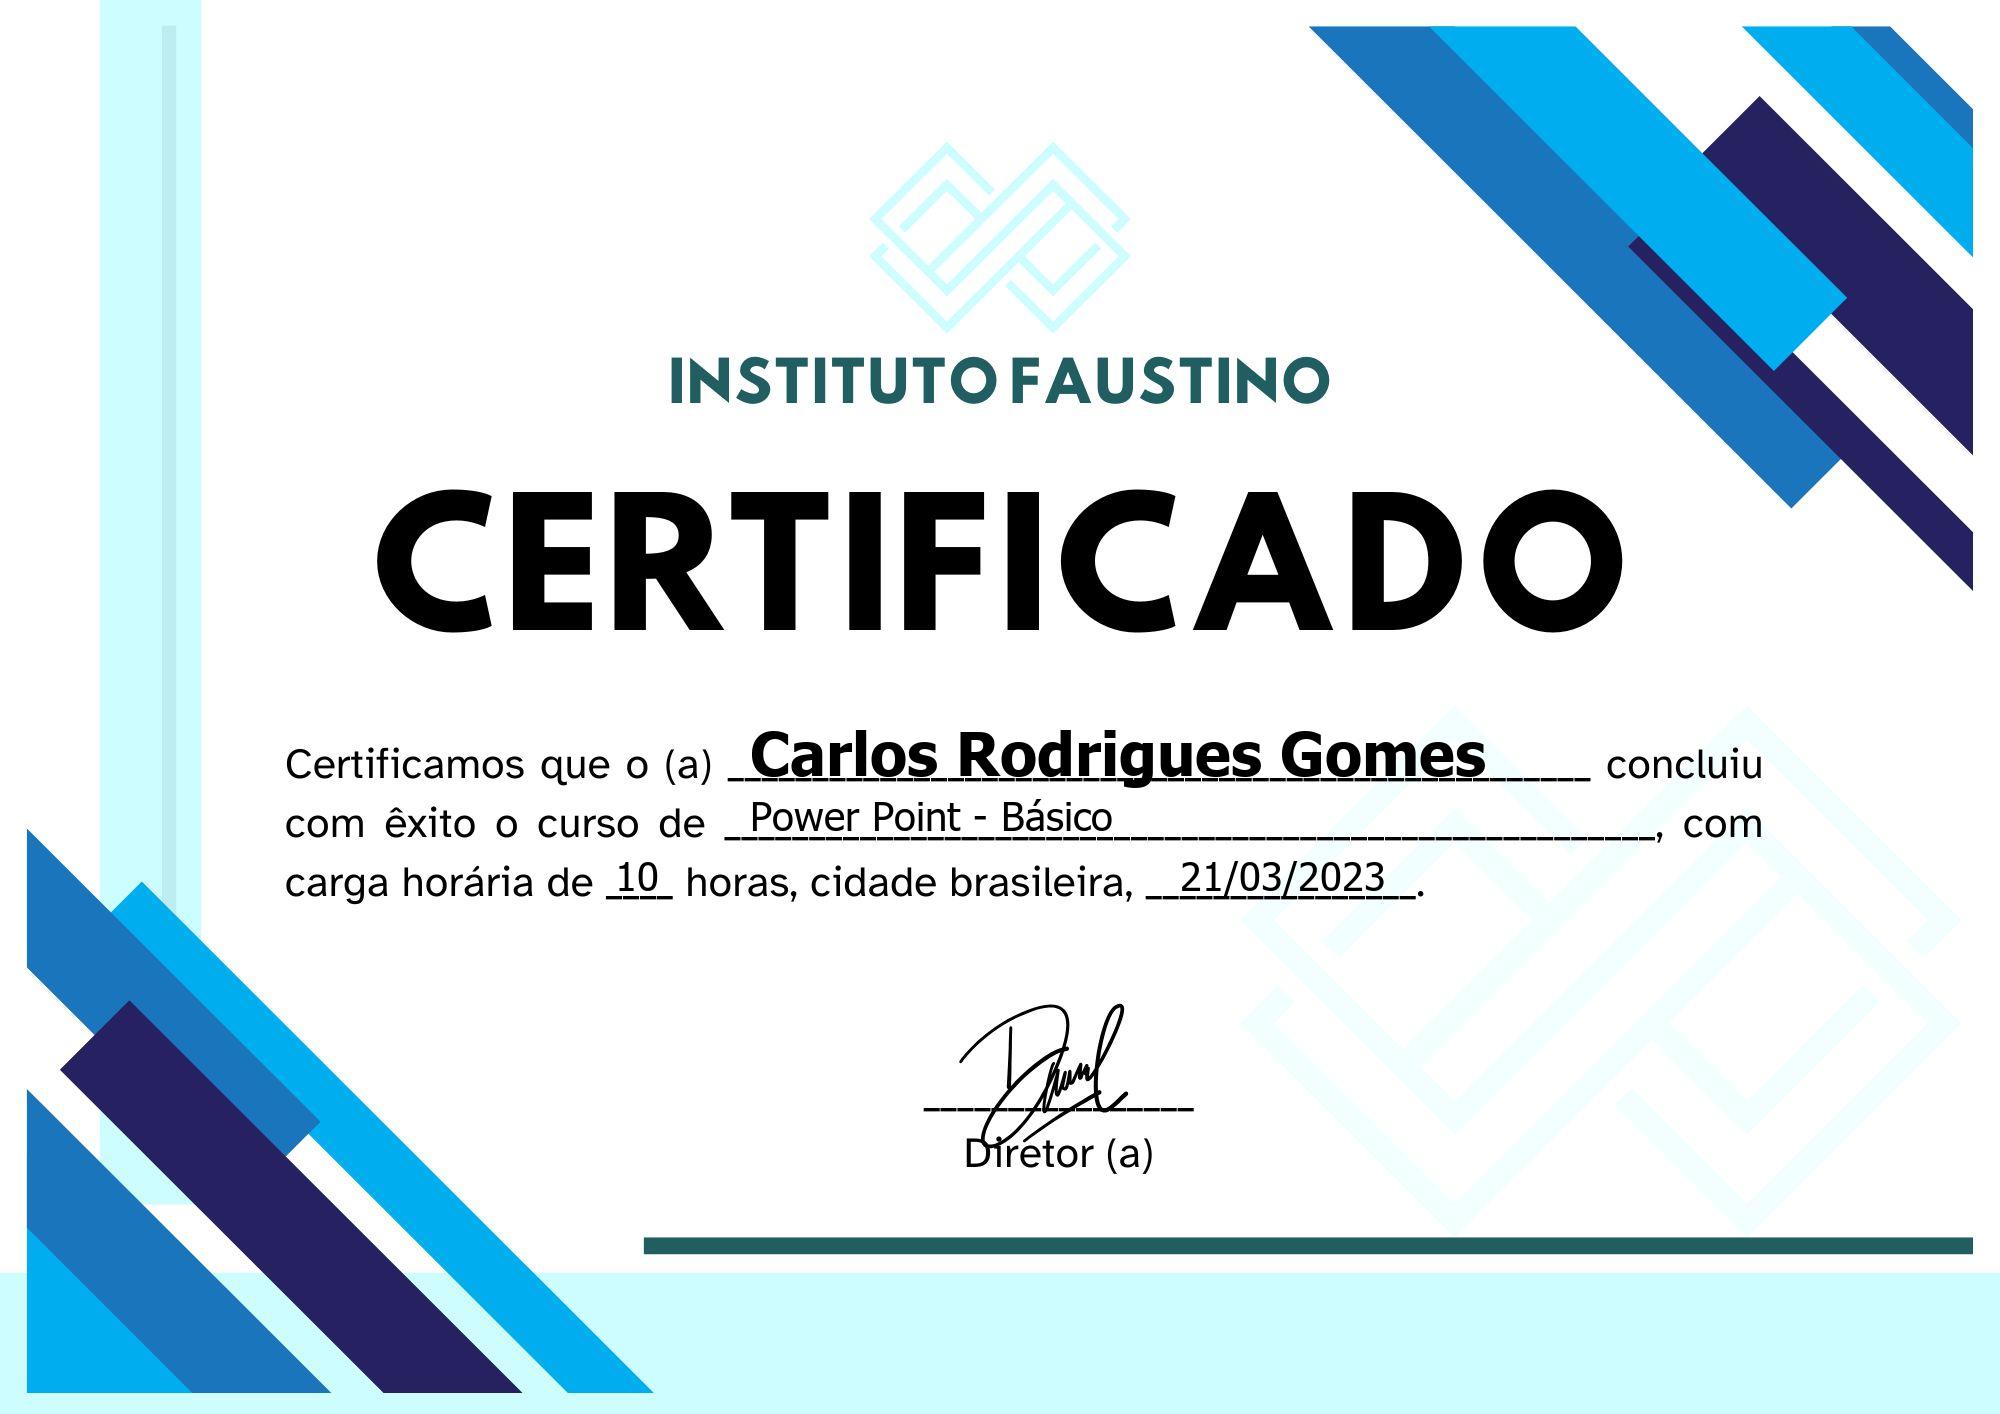 INSTITUTO FAUSTINO
CERTIFICADO
Certificamos que o (a) Carlos Rodrigues Gomes concluiu
com êxito o curso de Power Point - Básico, com
carga horária de 10 horas, cidade brasileira, 21/03/2023.
Diretor (a)